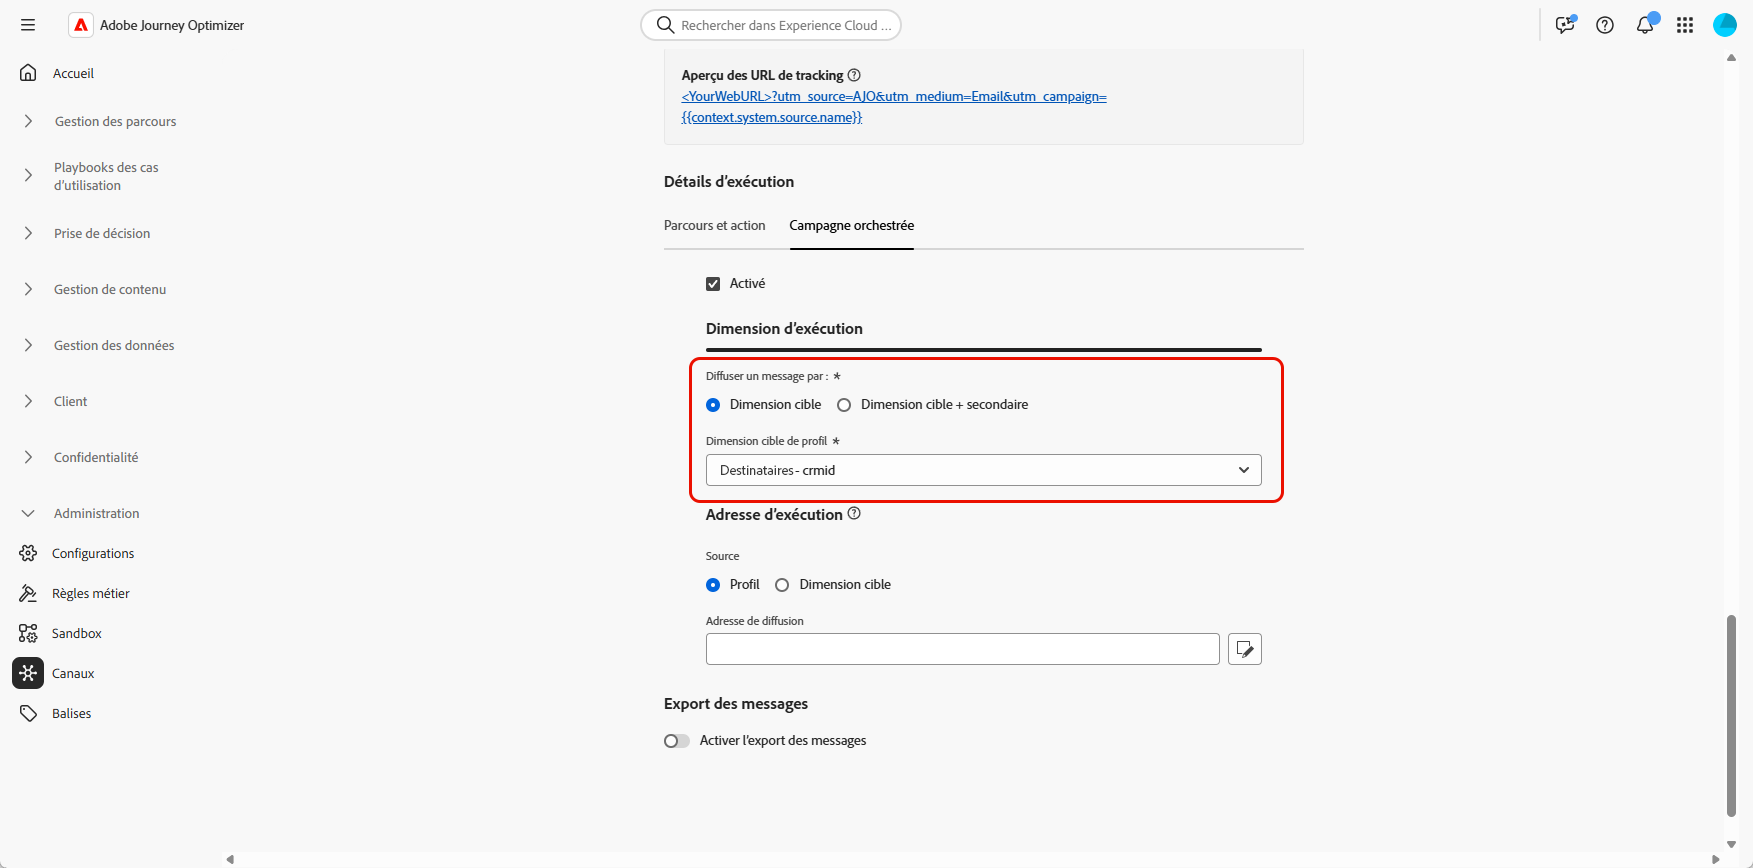 Adobe Journey Optimizer
Rechercher dans Experience Cloud ...
Accueil
Gestion des parcours
Playbooks des cas
d’utilisation
Prise de décision
Gestion de contenu
Gestion des données
Client
Confidentialité
Administration
Configurations
Règles métier
Sandbox
Canaux
Balises
Aperçu des URL de tracking
<YourWebURL>?utm_source=AJO&utm_medium=Email&utm_campaign=
{{context.system.source.name}}
Détails d’exécution
Parcours et action Campagne orchestrée
Activé
Dimension d’exécution
Diffuser un message par : *
Dimension cible Dimension cible + secondaire
Dimension cible de profil *
Destinataires - crmid
Adresse d’exécution
Source
Profil Dimension cible
Adresse de diffusion
Export des messages
Activer l’export des messages